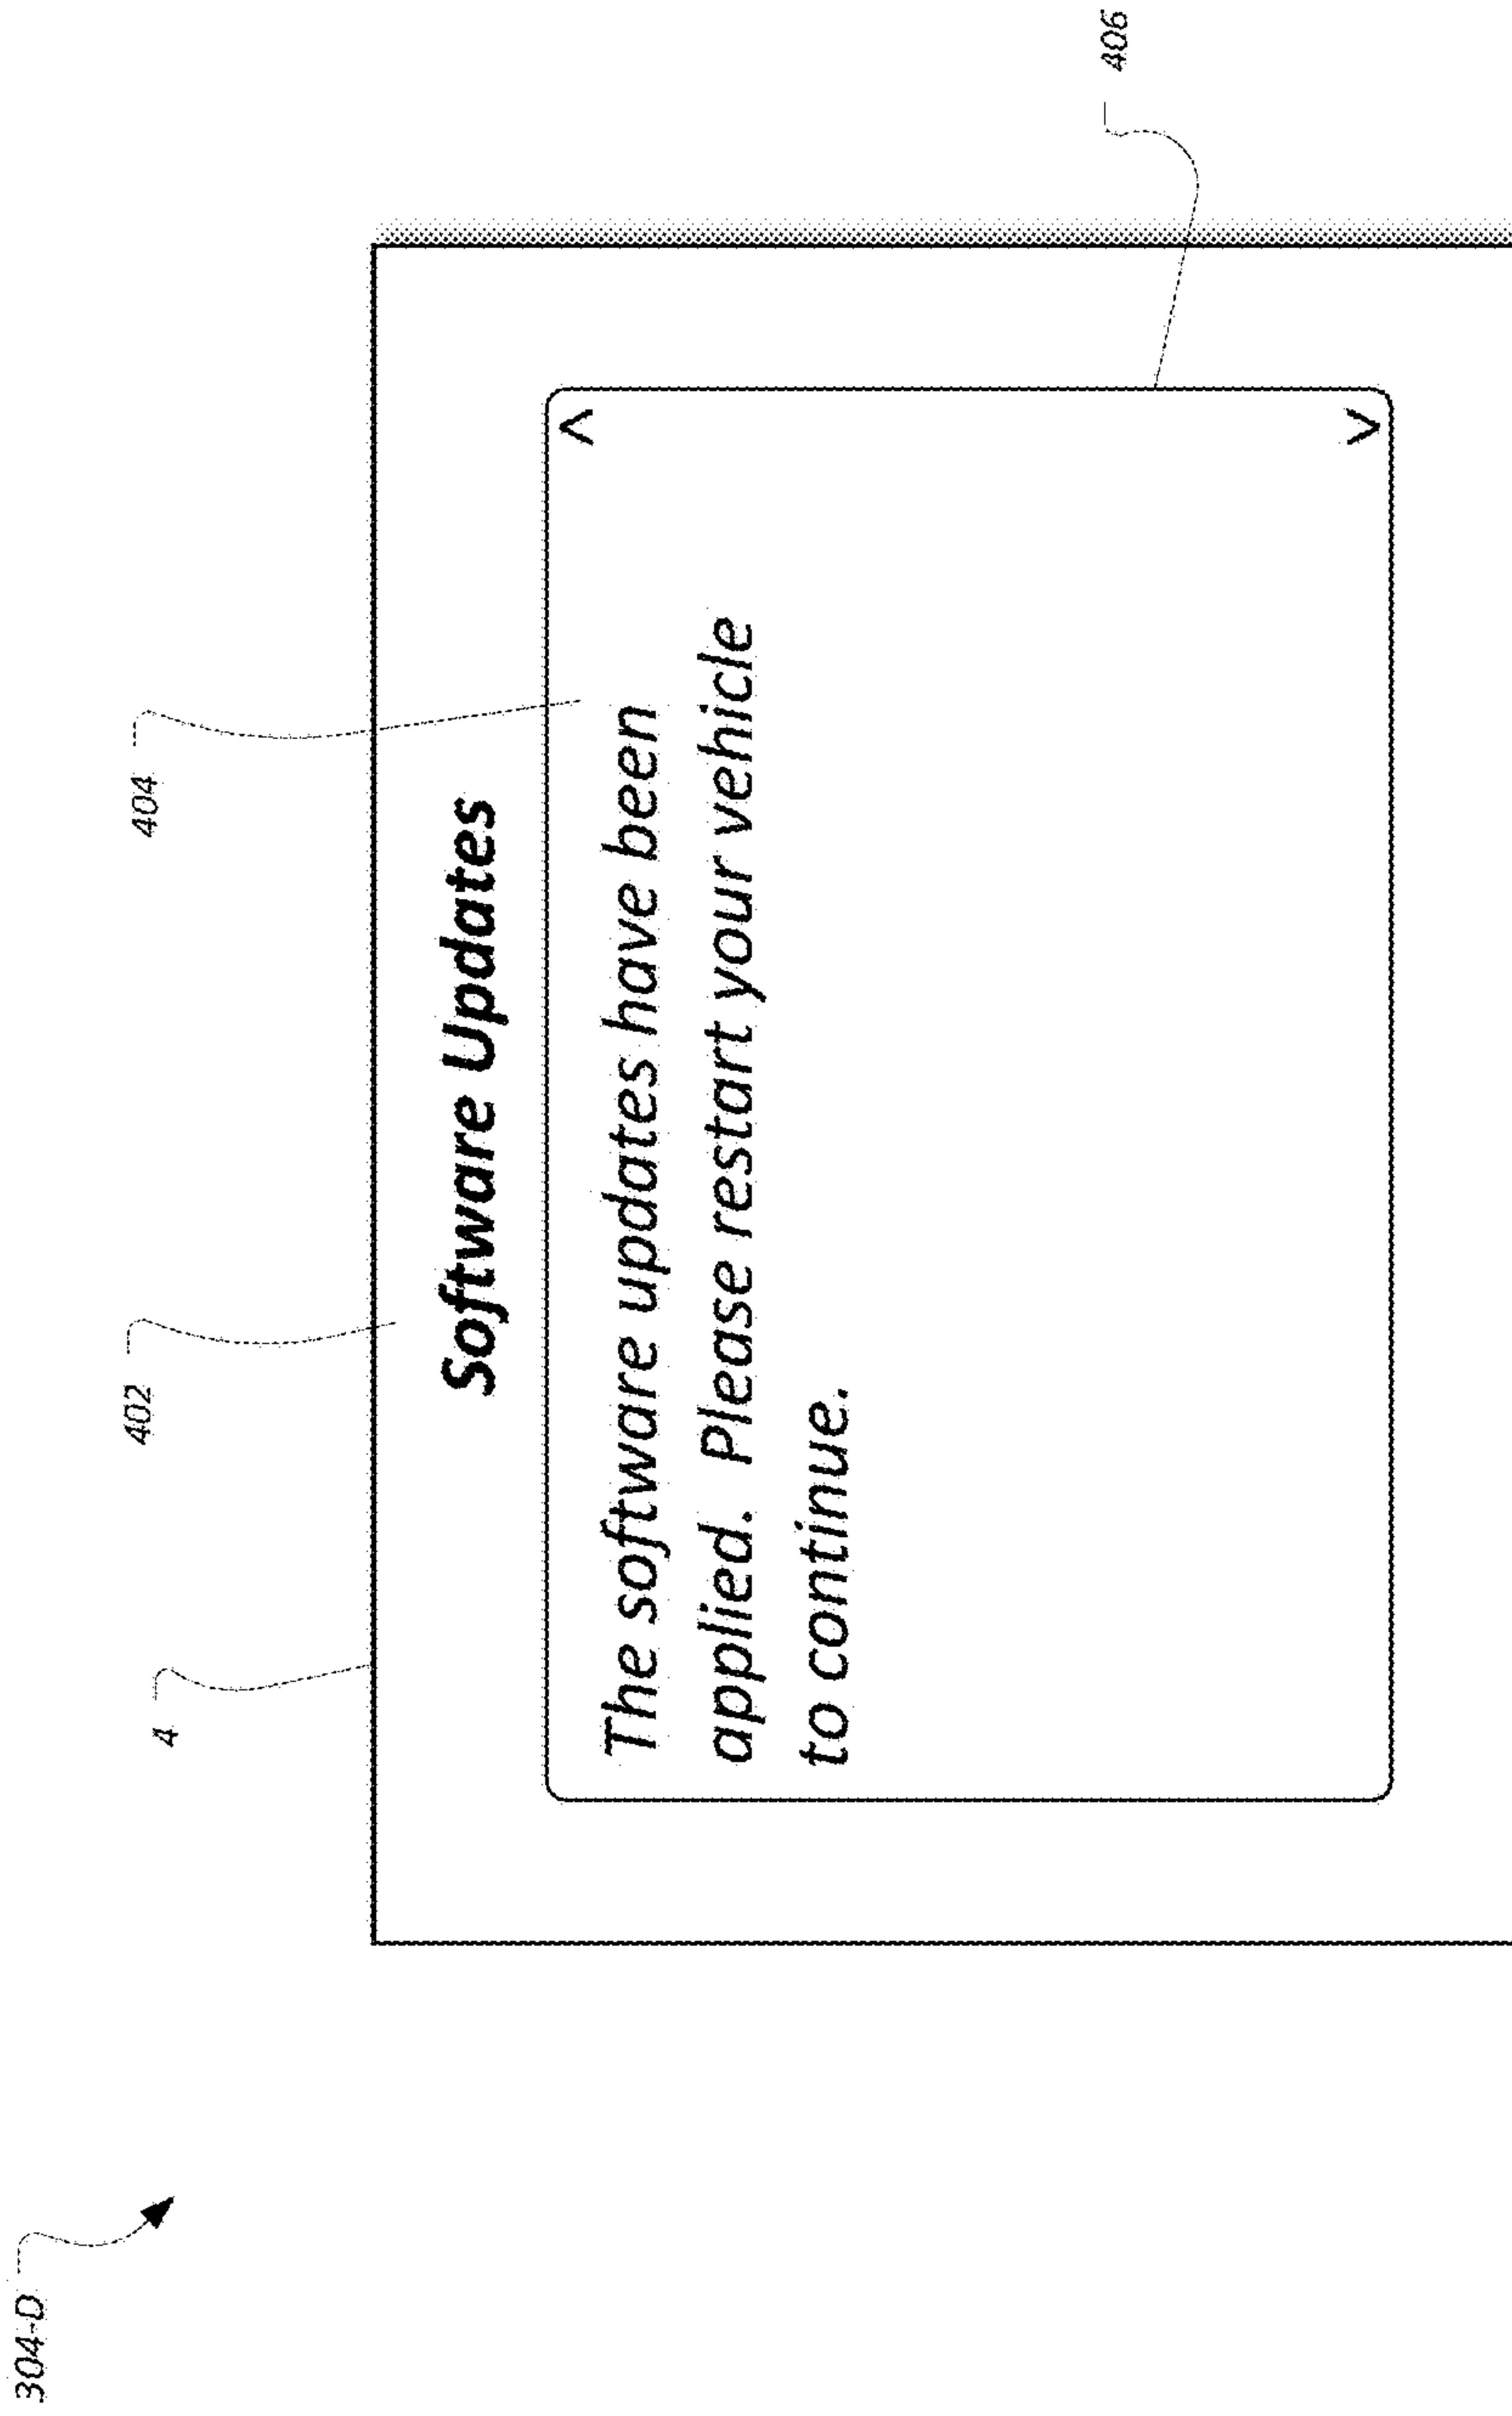 304-D
4
402
404
406
Software Updates
The software updates have been
applied. Please restart your vehicle
to continue.